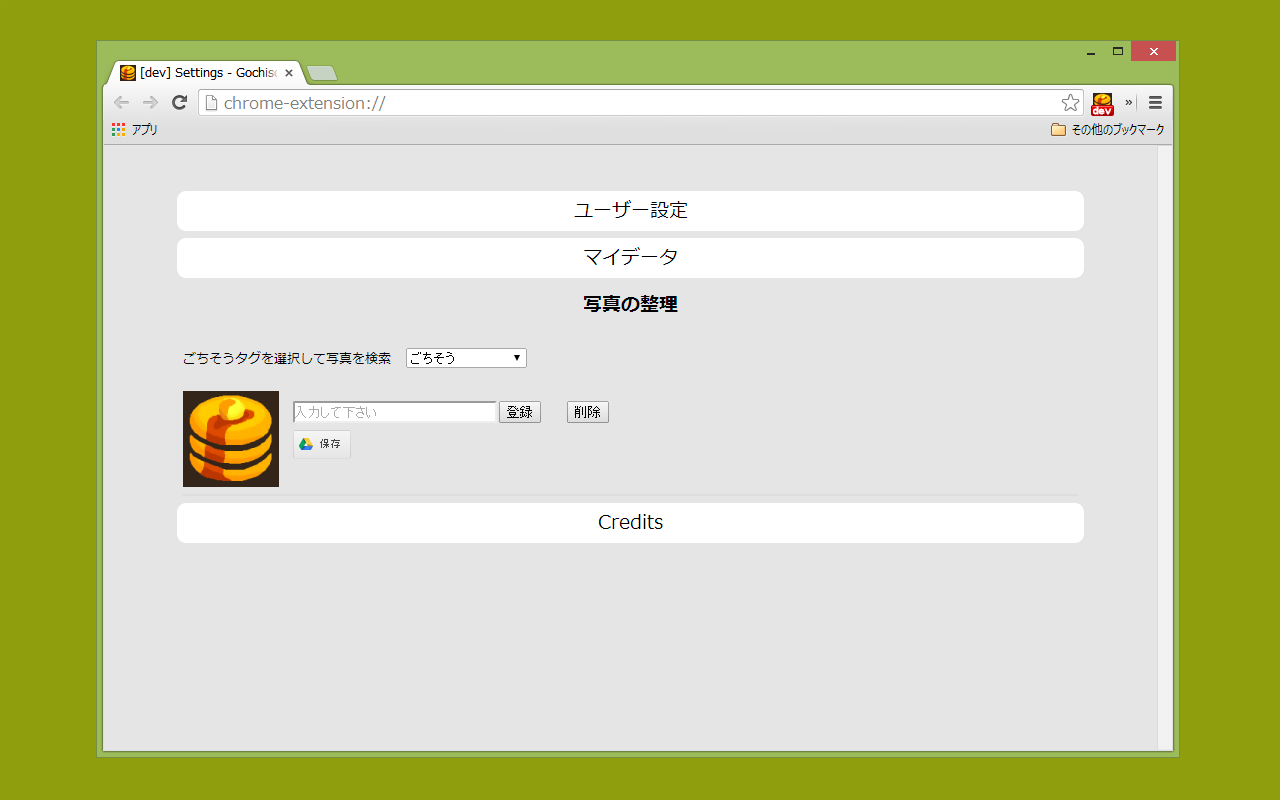 [dev] Settings - Gochis
chrome-extension://
dev
アプリ
その他のブックマーク
ユーザー設定
マイデータ
写真の整理
ごちそうタグを選択して写真を検索 ごちそう
入力して下さい 登録 削除
保存
Credits